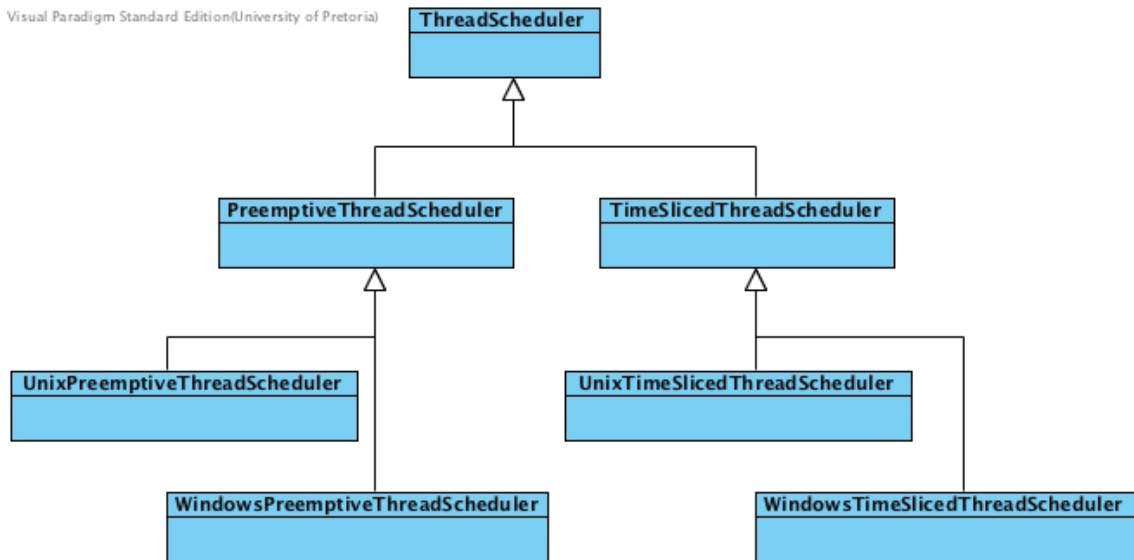 Visual Paradigm Standard Edition(University of Pretoria)
ThreadScheduler
PreemptiveThreadScheduler
TimeSlicedThreadScheduler
UnixPreemptiveThreadScheduler
UnixTimeSlicedThreadScheduler
WindowsPreemptiveThreadScheduler
WindowsTimeSlicedThreadScheduler